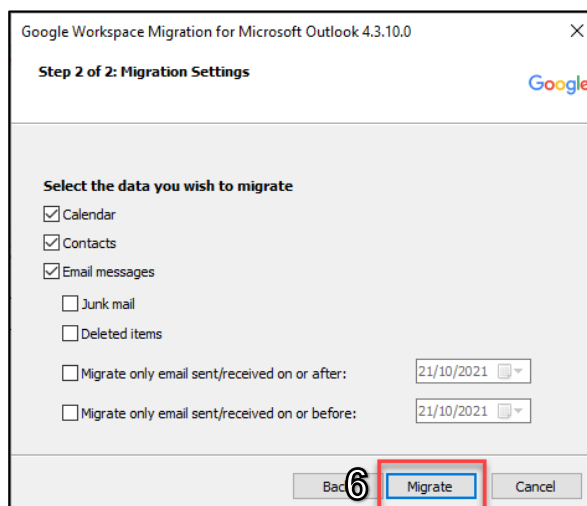 Google Workspace Migration for Microsoft Outlook 4.3.10.0
Step 2 of 2: Migration Settings
Google
Select the data you wish to migrate
Calendar
Contacts
Email messages
Junk mail
Deleted items
Migrate only email sent/received on or after: 21/10/2021
Migrate only email sent/received on or before: 21/10/2021
Bac 6 Migrate Cancel